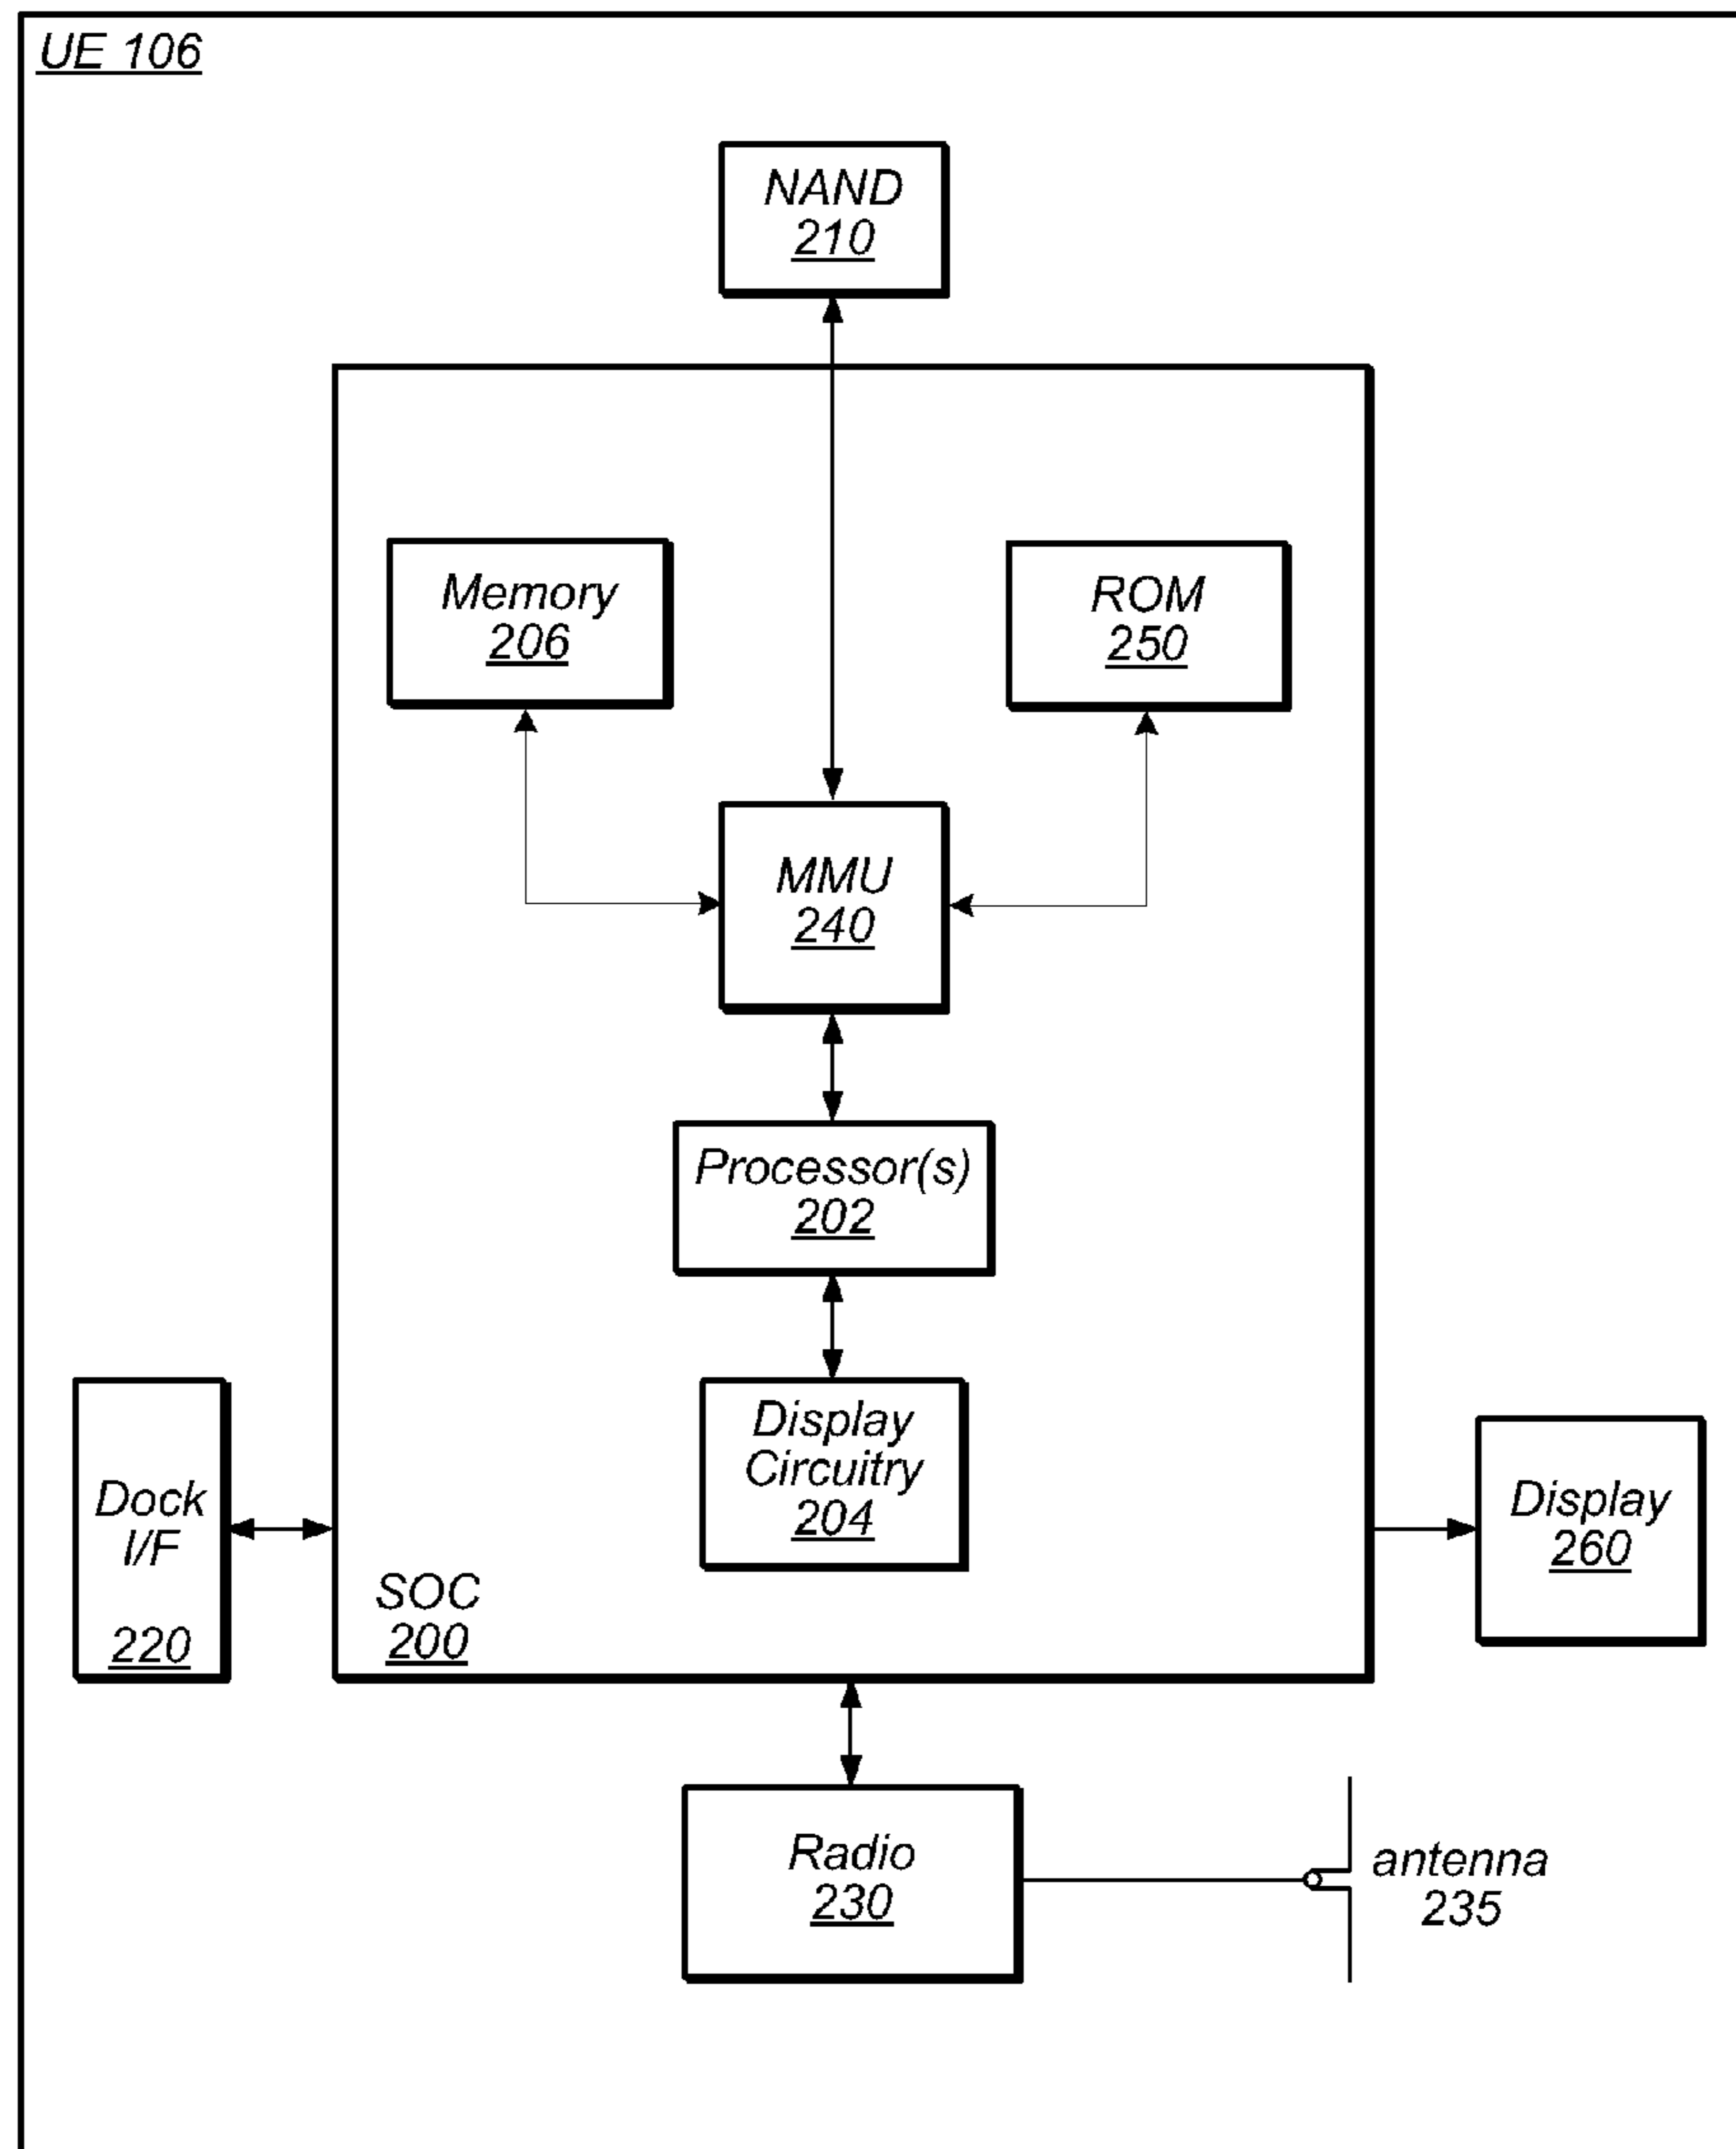 UE 106
NAND
210
Memory
206
ROM
250
MMU
240
Processor(s)
202
Display
Circuitry
204
Dock
I/F
220
SOC
200
Display
260
Radio
230
antenna
235